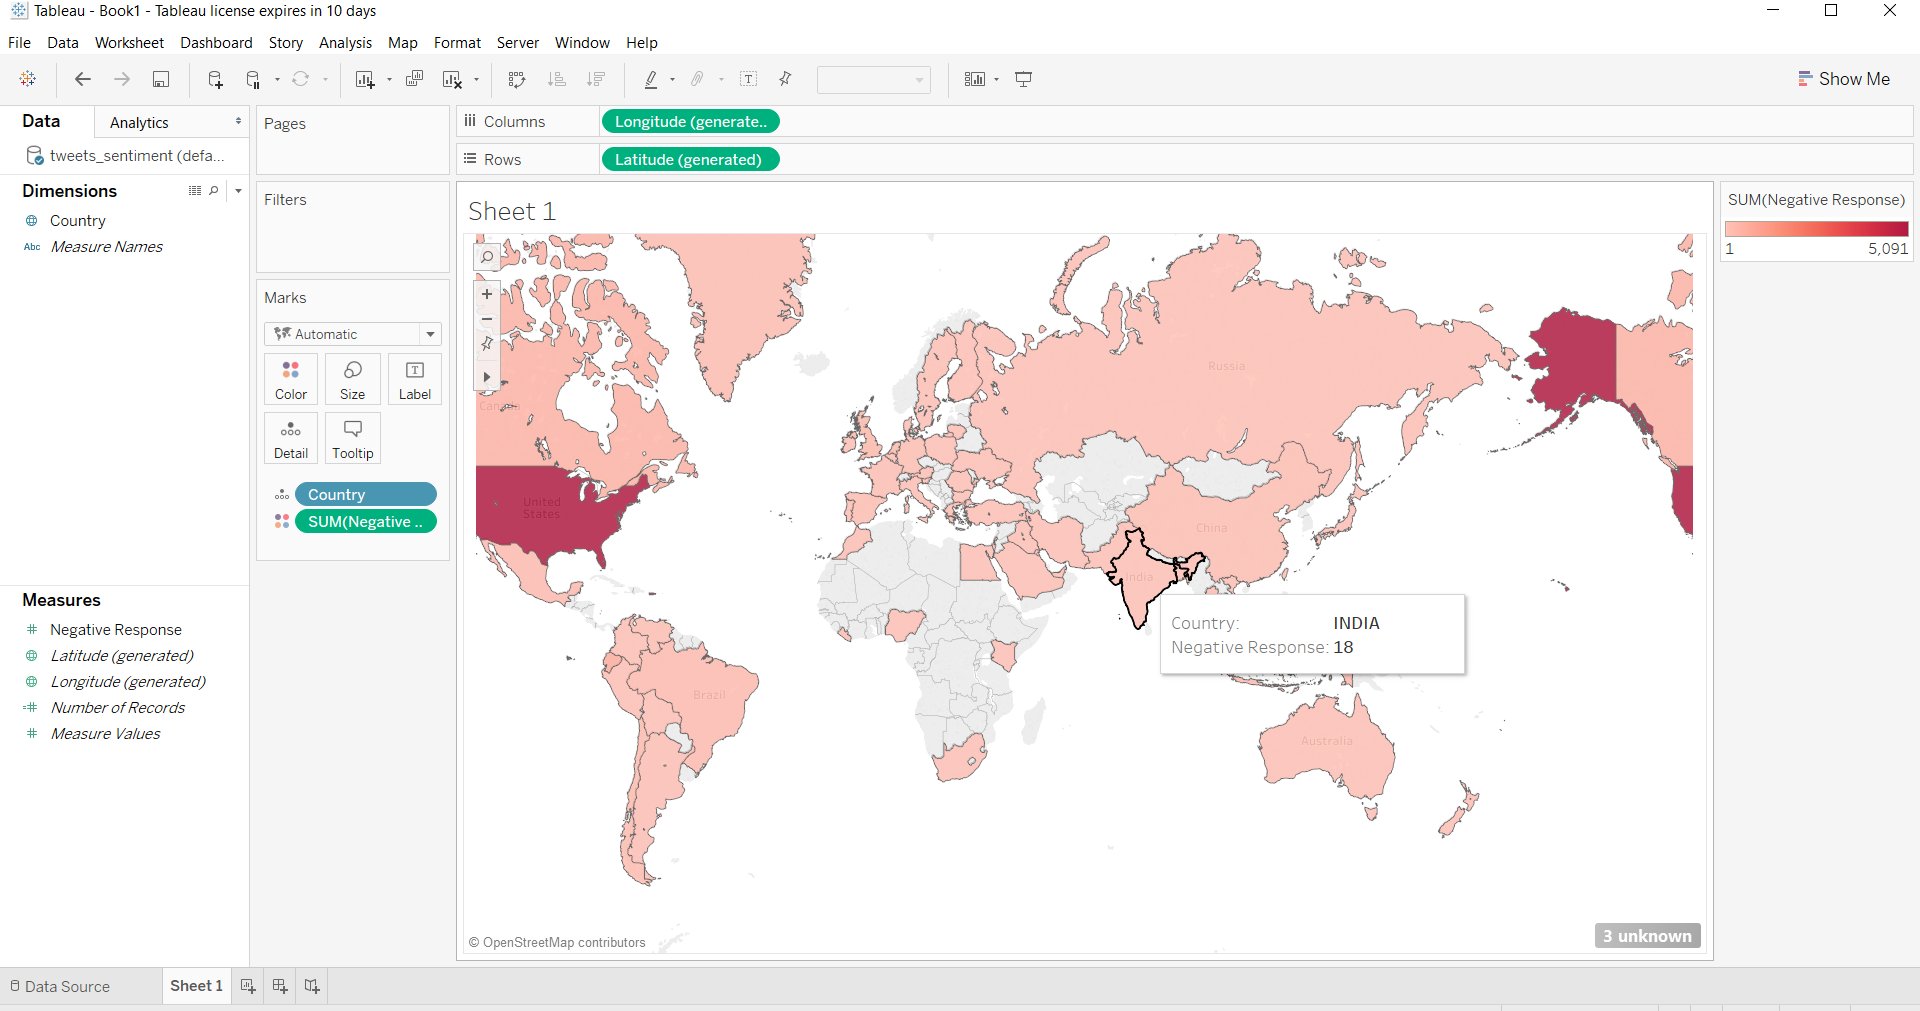 Tableau - Book1 - Tableau license expires in 10 days
File Data Worksheet Dashboard Story Analysis Map Format Server Window Help
Show Me
Data Analytics
tweets_sentiment (defa...
Dimensions
Country
Abc Measure Names
Measures
Negative Response
Latitude (generated)
Longitude (generated)
Number of Records
Measure Values
Pages
Filters
Marks
Automatic
Color Size Label
Detail Tooltip
Country
SUM(Negative ..
Columns Longitude (generate..
Rows Latitude (generated)
Sheet 1
Russia
Canada
United
States
China
India
Brazil
Australia
Country: INDIA
Negative Response: 18
© OpenStreetMap contributors
3 unknown
SUM(Negative Response)
1 5,091
Data Source Sheet 1